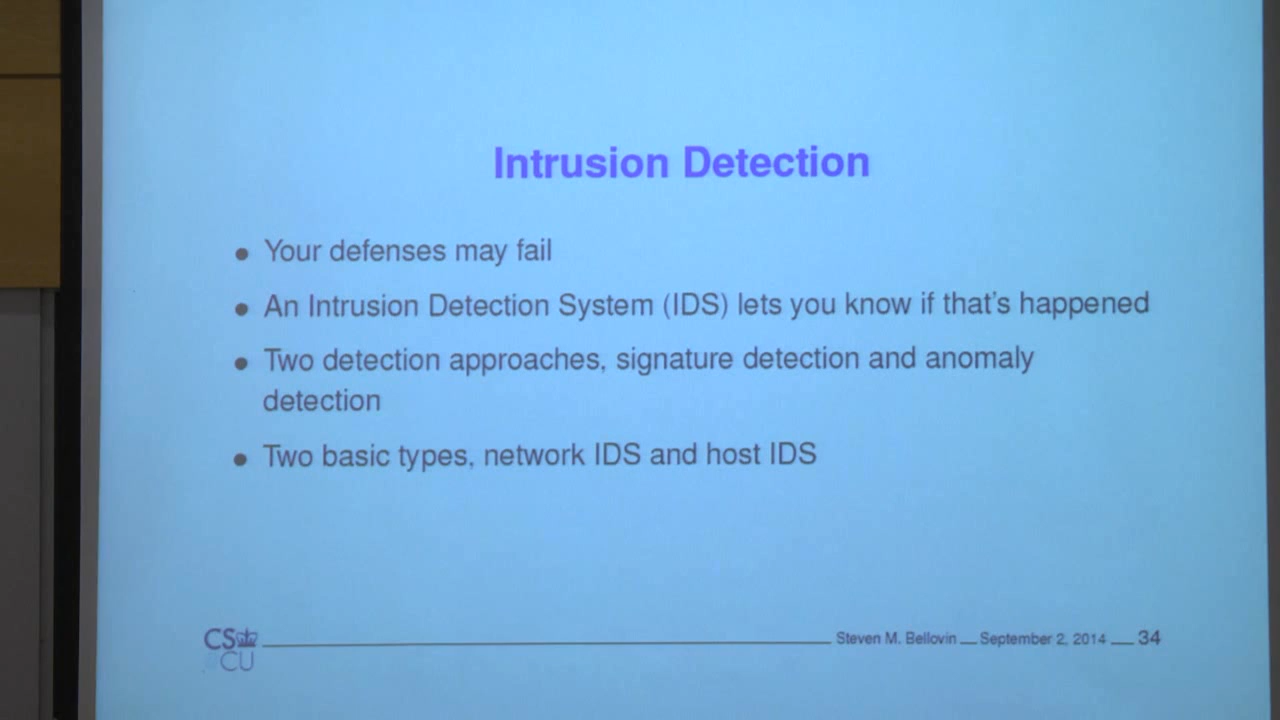 Intrusion Detection
• Your defenses may fail
• An Intrusion Detection System (IDS) lets you know if that's happened
• Two detection approaches, signature detection and anomaly
detection
• Two basic types, network IDS and host IDS
CS
CU
Steven M. Bellovin __ September 2, 2014 __ 34